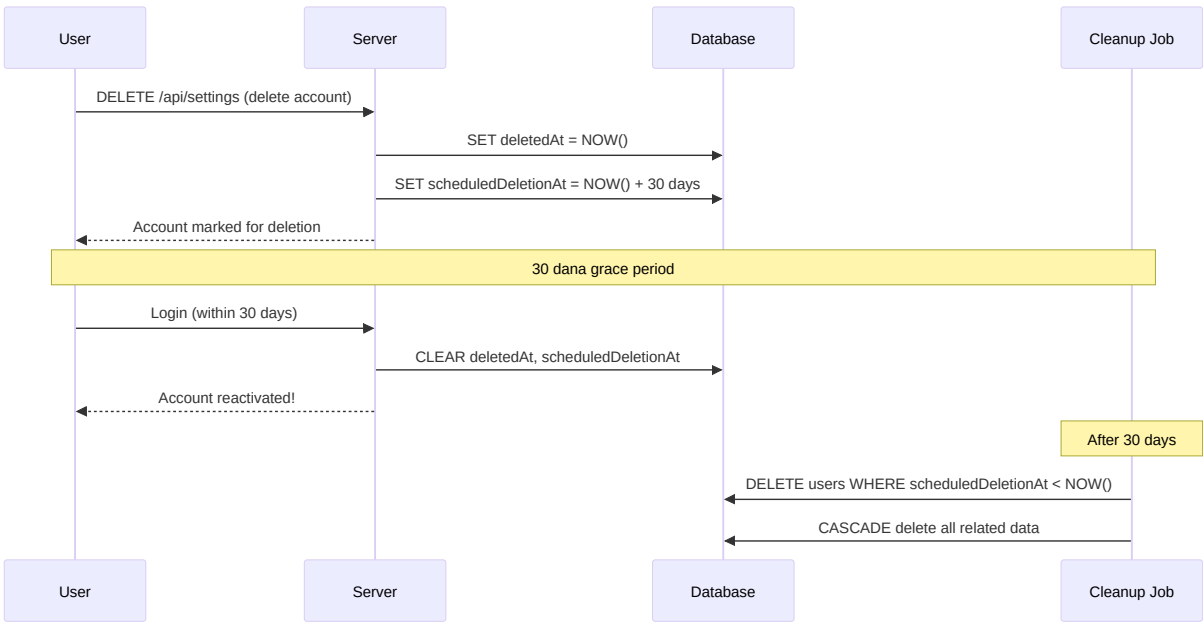 User
Server
Database
Cleanup Job
DELETE /api/settings (delete account)
SET deletedAt = NOW()
SET scheduledDeletionAt = NOW() + 30 days
Account marked for deletion
30 dana grace period
Login (within 30 days)
CLEAR deletedAt, scheduledDeletionAt
Account reactivated!
After 30 days
DELETE users WHERE scheduledDeletionAt < NOW()
CASCADE delete all related data
User
Server
Database
Cleanup Job